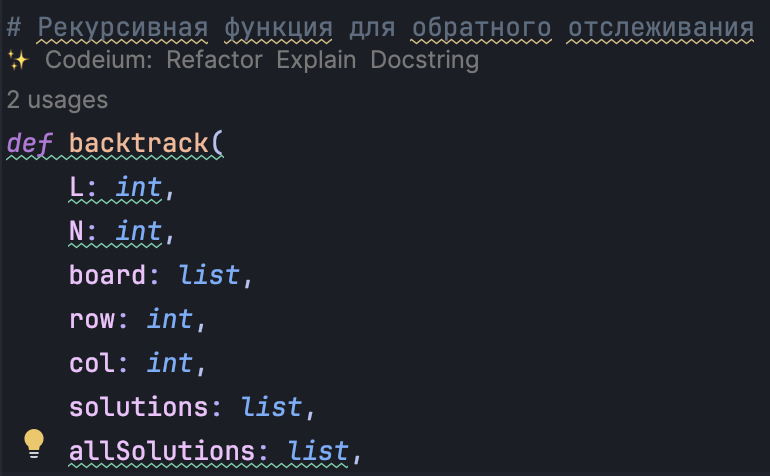 # Рекурсивная функция для обратного отслеживания
✨ Codeium: Refactor Explain Docstring
2 usages
def backtrack(
L: int,
N: int,
board: list,
row: int,
col: int,
solutions: list,
allSolutions: list,